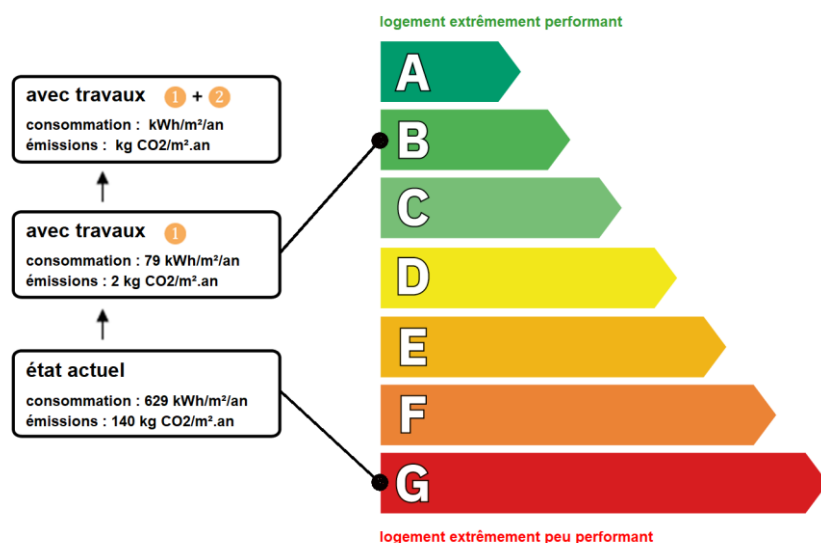 logement extrêmement performant
avec travaux 1 + 2
consommation : kWh/m²/an
émissions : kg CO2/m².an
avec travaux 1
consommation : 79 kWh/m²/an
émissions : 2 kg CO2/m².an
état actuel
consommation : 629 kWh/m²/an
émissions : 140 kg CO2/m².an
A
B
C
D
E
F
G
logement extrêmement peu performant